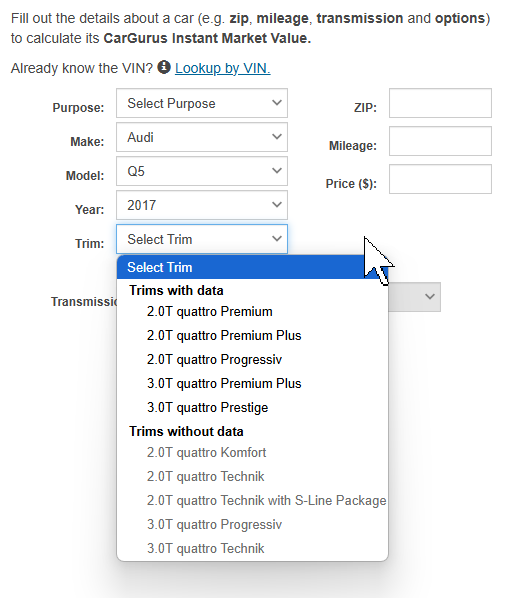 Fill out the details about a car (e.g. zip, mileage, transmission and options)
to calculate its CarGurus Instant Market Value.
Already know the VIN? Lookup by VIN.
Purpose: Select Purpose
ZIP:
Make: Audi
Mileage:
Model: Q5
Price ($):
Year: 2017
Trim: Select Trim
Select Trim
Trims with data
2.0T quattro Premium
Transmissio
2.0T quattro Premium Plus
2.0T quattro Progressiv
3.0T quattro Premium Plus
3.0T quattro Prestige
Trims without data
2.0T quattro Komfort
2.0T quattro Technik
2.0T quattro Technik with S-Line Package
3.0T quattro Progressiv
3.0T quattro Technik